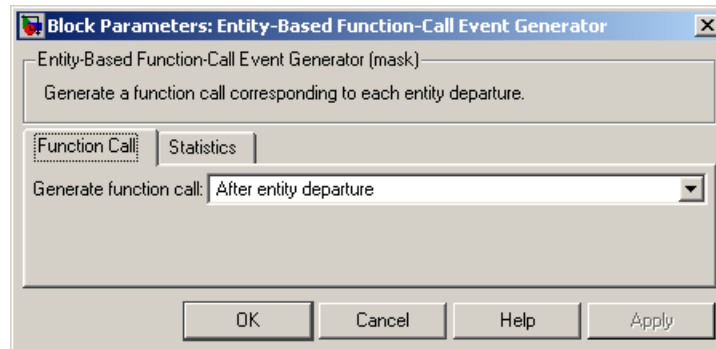 Block Parameters: Entity-Based Function-Call Event Generator
Entity-Based Function-Call Event Generator (mask)
Generate a function call corresponding to each entity departure.
Function Call Statistics
Generate function call: After entity departure
OK Cancel Help Apply